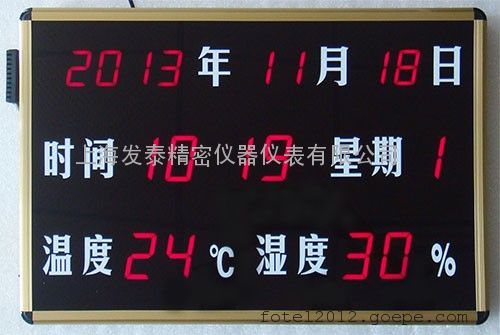 2013年 11月 18日
时间 10 19 星期 1
上海发泰精密仪器仪表有限公司
温度 24 ℃ 湿度 30 %
fote12012.goepe.com